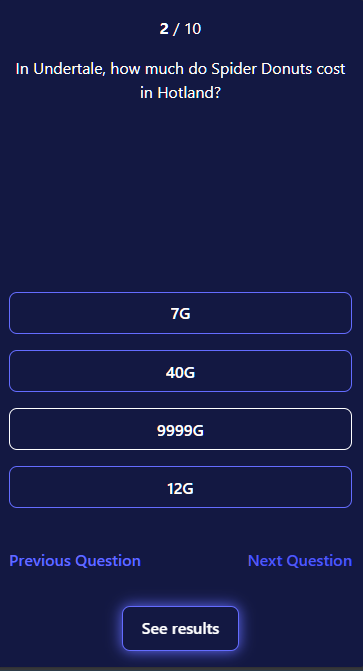 2 / 10
In Undertale, how much do Spider Donuts cost
in Hotland?
7G
40G
9999G
12G
Previous Question
Next Question
See results